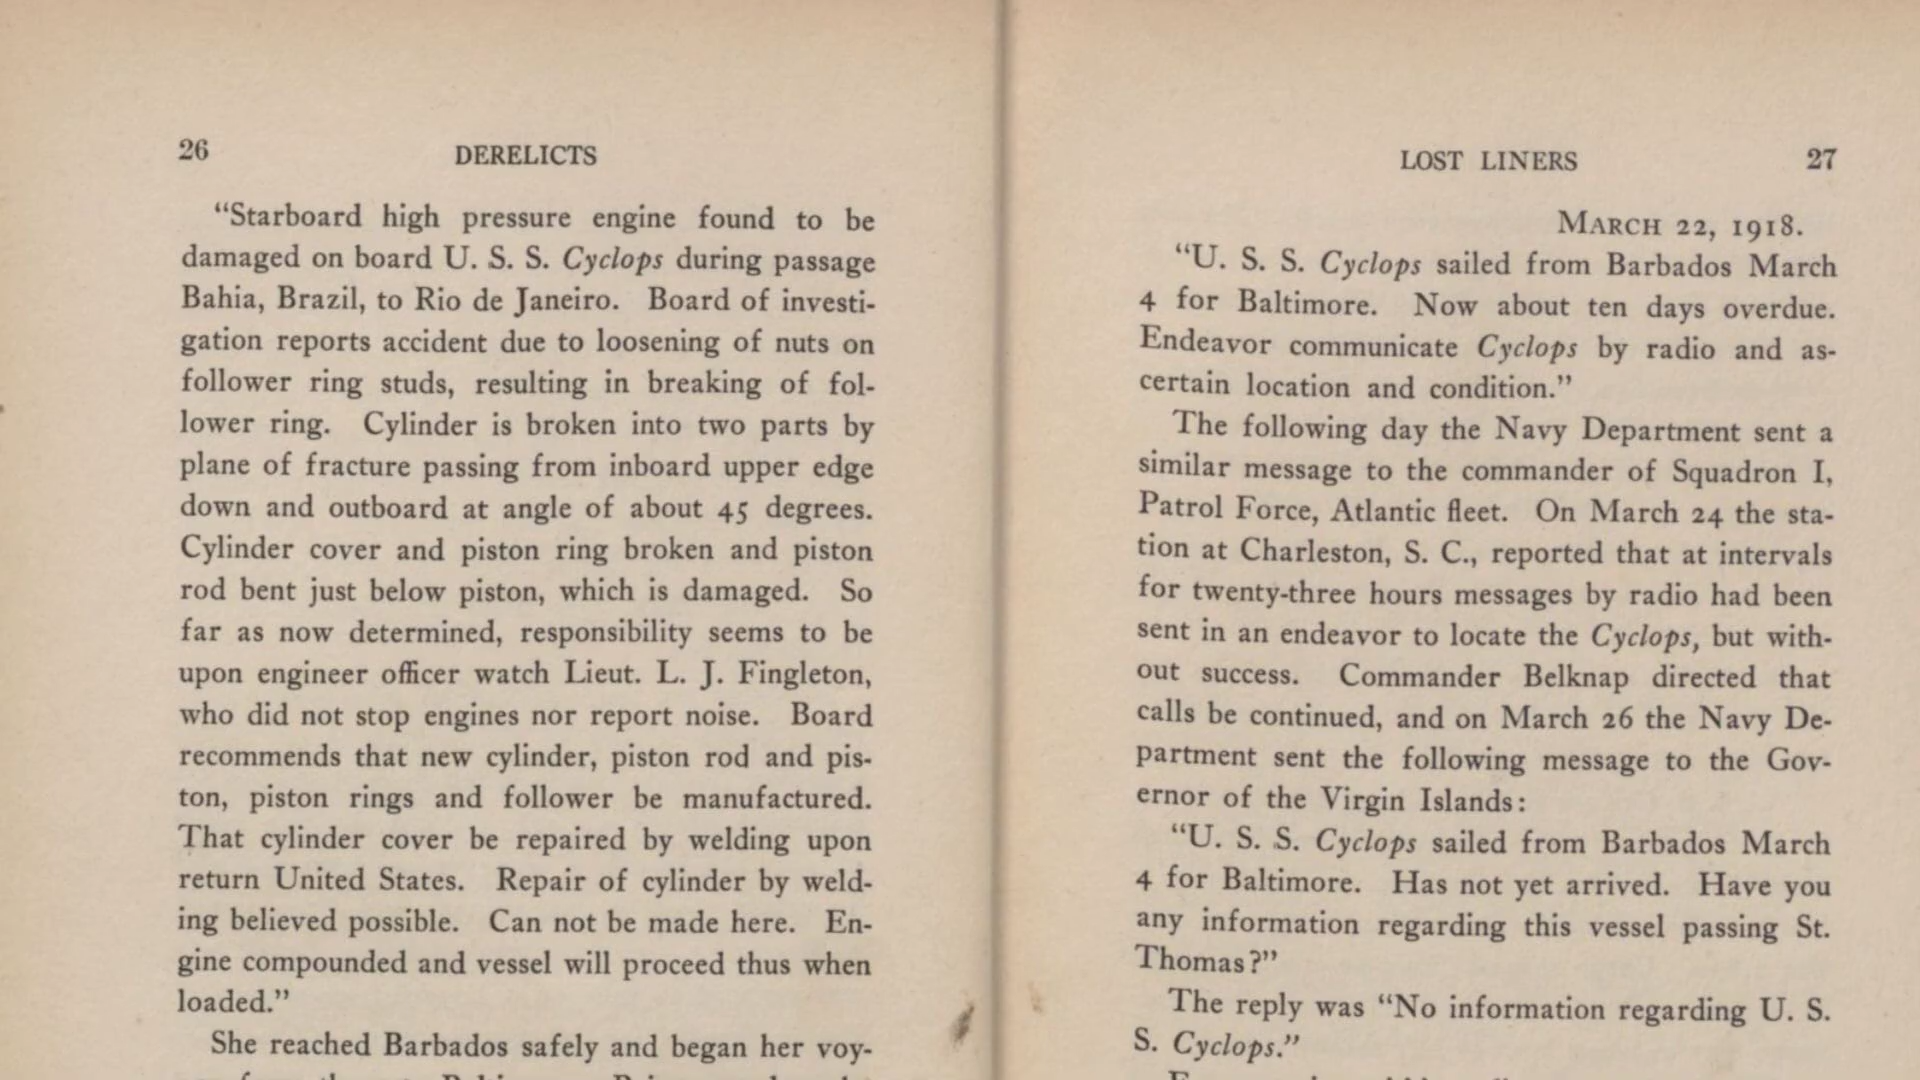 26
DERELICTS
“Starboard high pressure engine found to be
damaged on board U. S. S. Cyclops during passage
Bahia, Brazil, to Rio de Janeiro. Board of investi-
gation reports accident due to loosening of nuts on
follower ring studs, resulting in breaking of fol-
lower ring. Cylinder is broken into two parts by
plane of fracture passing from inboard upper edge
down and outboard at angle of about 45 degrees.
Cylinder cover and piston ring broken and piston
rod bent just below piston, which is damaged. So
far as now determined, responsibility seems to be
upon engineer officer watch Lieut. L. J. Fingleton,
who did not stop engines nor report noise. Board
recommends that new cylinder, piston rod and pis-
ton, piston rings and follower be manufactured.
That cylinder cover be repaired by welding upon
return United States. Repair of cylinder by weld-
ing believed possible. Can not be made here. En-
gine compounded and vessel will proceed thus when
loaded.”
She reached Barbados safely and began her voy-
LOST LINERS
27
MARCH 22, 1918.
“U. S. S. Cyclops sailed from Barbados March
4 for Baltimore. Now about ten days overdue.
Endeavor communicate Cyclops by radio and as-
certain location and condition.”
The following day the Navy Department sent a
similar message to the commander of Squadron I,
Patrol Force, Atlantic fleet. On March 24 the sta-
tion at Charleston, S. C., reported that at intervals
for twenty-three hours messages by radio had been
sent in an endeavor to locate the Cyclops, but with-
out success. Commander Belknap directed that
calls be continued, and on March 26 the Navy De-
partment sent the following message to the Gov-
ernor of the Virgin Islands:
“U. S. S. Cyclops sailed from Barbados March
4 for Baltimore. Has not yet arrived. Have you
any information regarding this vessel passing St.
Thomas?”
The reply was “No information regarding U. S.
S. Cyclops.”